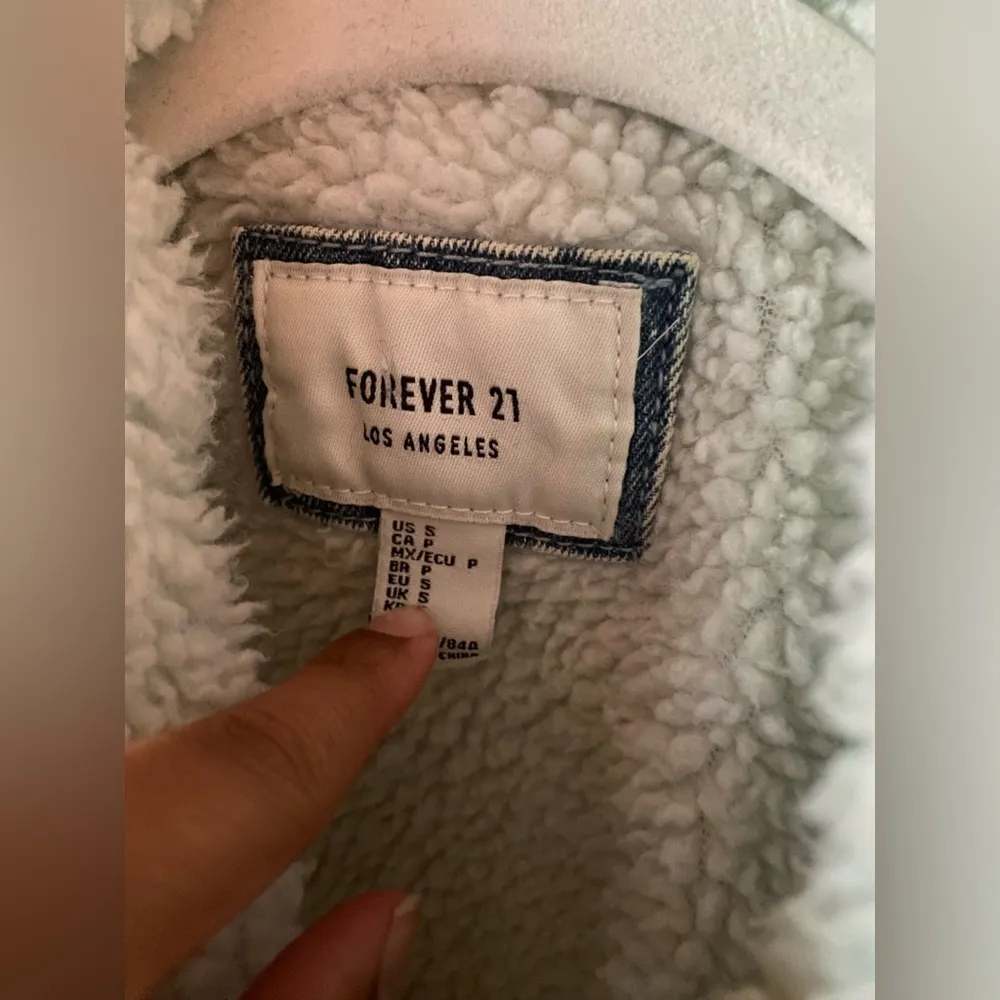 FOREVER 21
LOS ANGELES
US S
CA P
MX/ECU P
BR P
EU S
UK S